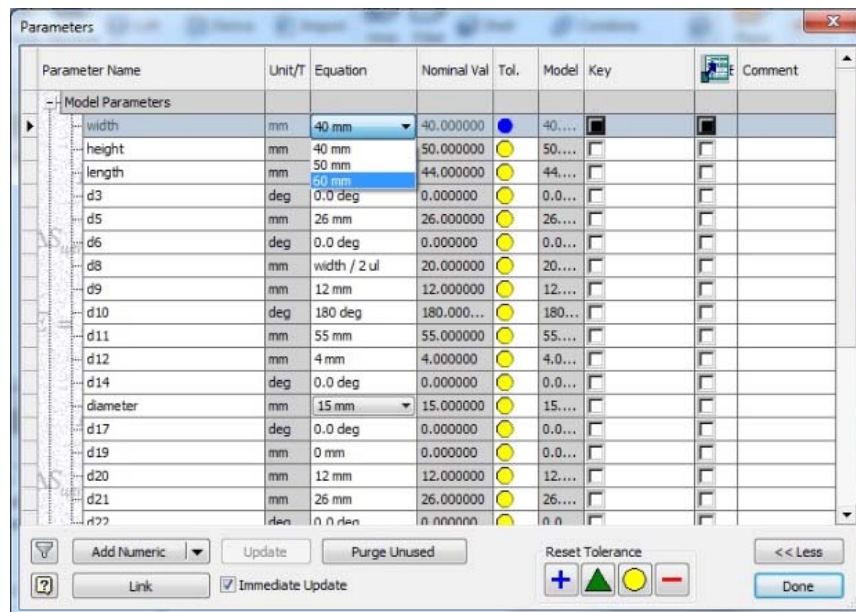 Parameters
Parameter Name Unit/T Equation Nominal Val Tol. Model Key E Comment
Model Parameters
width mm 40 mm 40.000000 40....
height mm 40 mm 50.000000 50....
50 mm
length mm 44.000000 44....
60 mm
d3 deg 0.0 deg 0.000000 0.0...
d5 mm 26 mm 26.000000 26....
d6 deg 0.0 deg 0.000000 0.0...
d8 mm width / 2 ul 20.000000 20....
d9 mm 12 mm 12.000000 12....
d10 deg 180 deg 180.000... 180...
d11 mm 55 mm 55.000000 55....
d12 mm 4 mm 4.000000 4.0...
d14 deg 0.0 deg 0.000000 0.0...
diameter mm 15 mm 15.000000 15....
d17 deg 0.0 deg 0.000000 0.0...
d19 mm 0 mm 0.000000 0.0...
d20 mm 12 mm 12.000000 12....
d21 mm 26 mm 26.000000 26....
d22 deg 0.0 deg 0.000000 0.0
Add Numeric Update Purge Unused Reset Tolerance << Less
Link Immediate Update Done